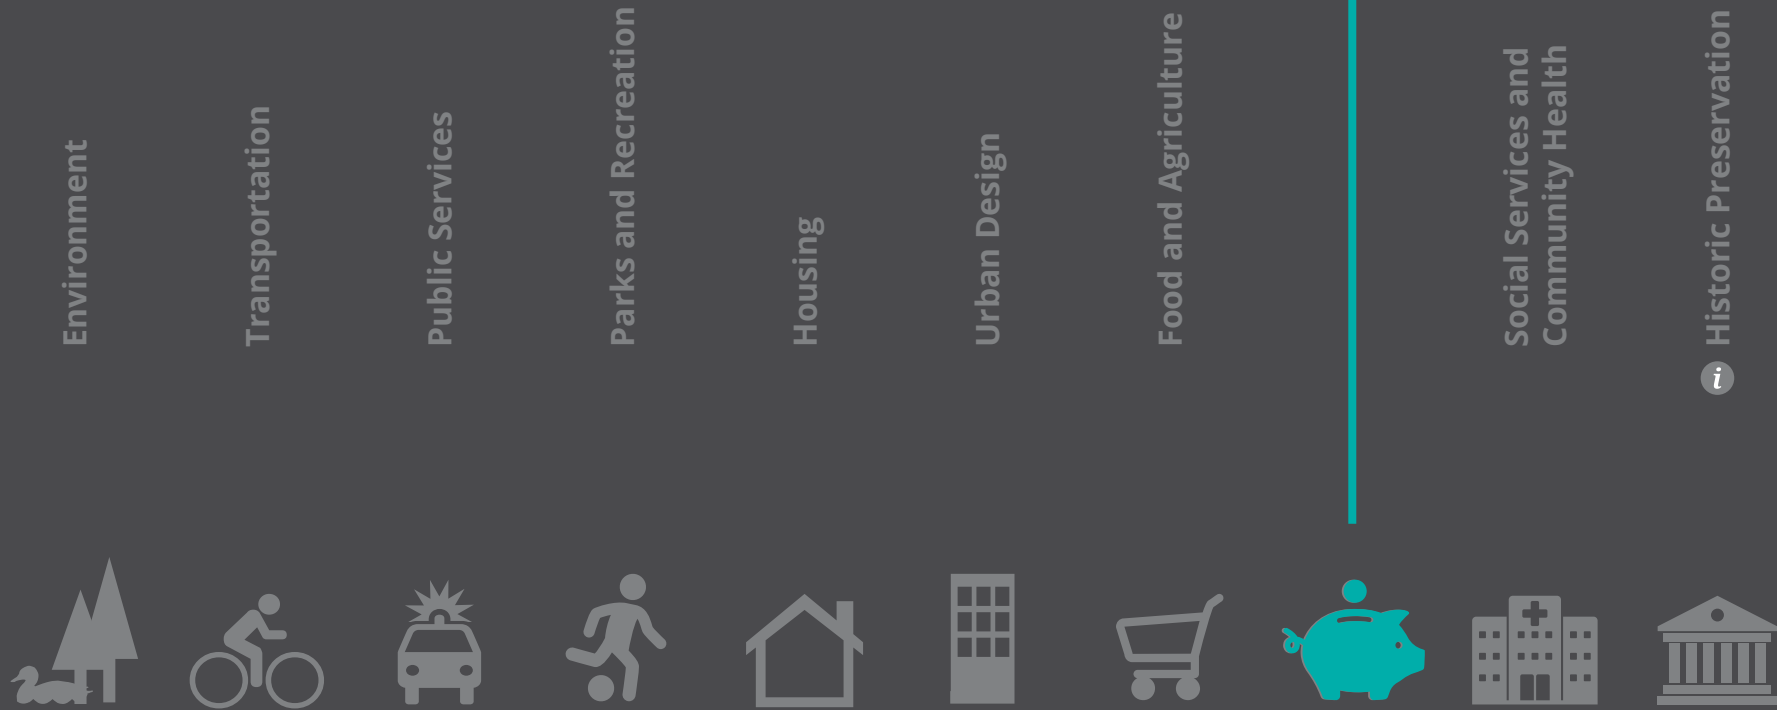 Environment
Transportation
Public Services
Parks and Recreation
Housing
Urban Design
Food and Agriculture
Social Services and
Community Health
Historic Preservation
i